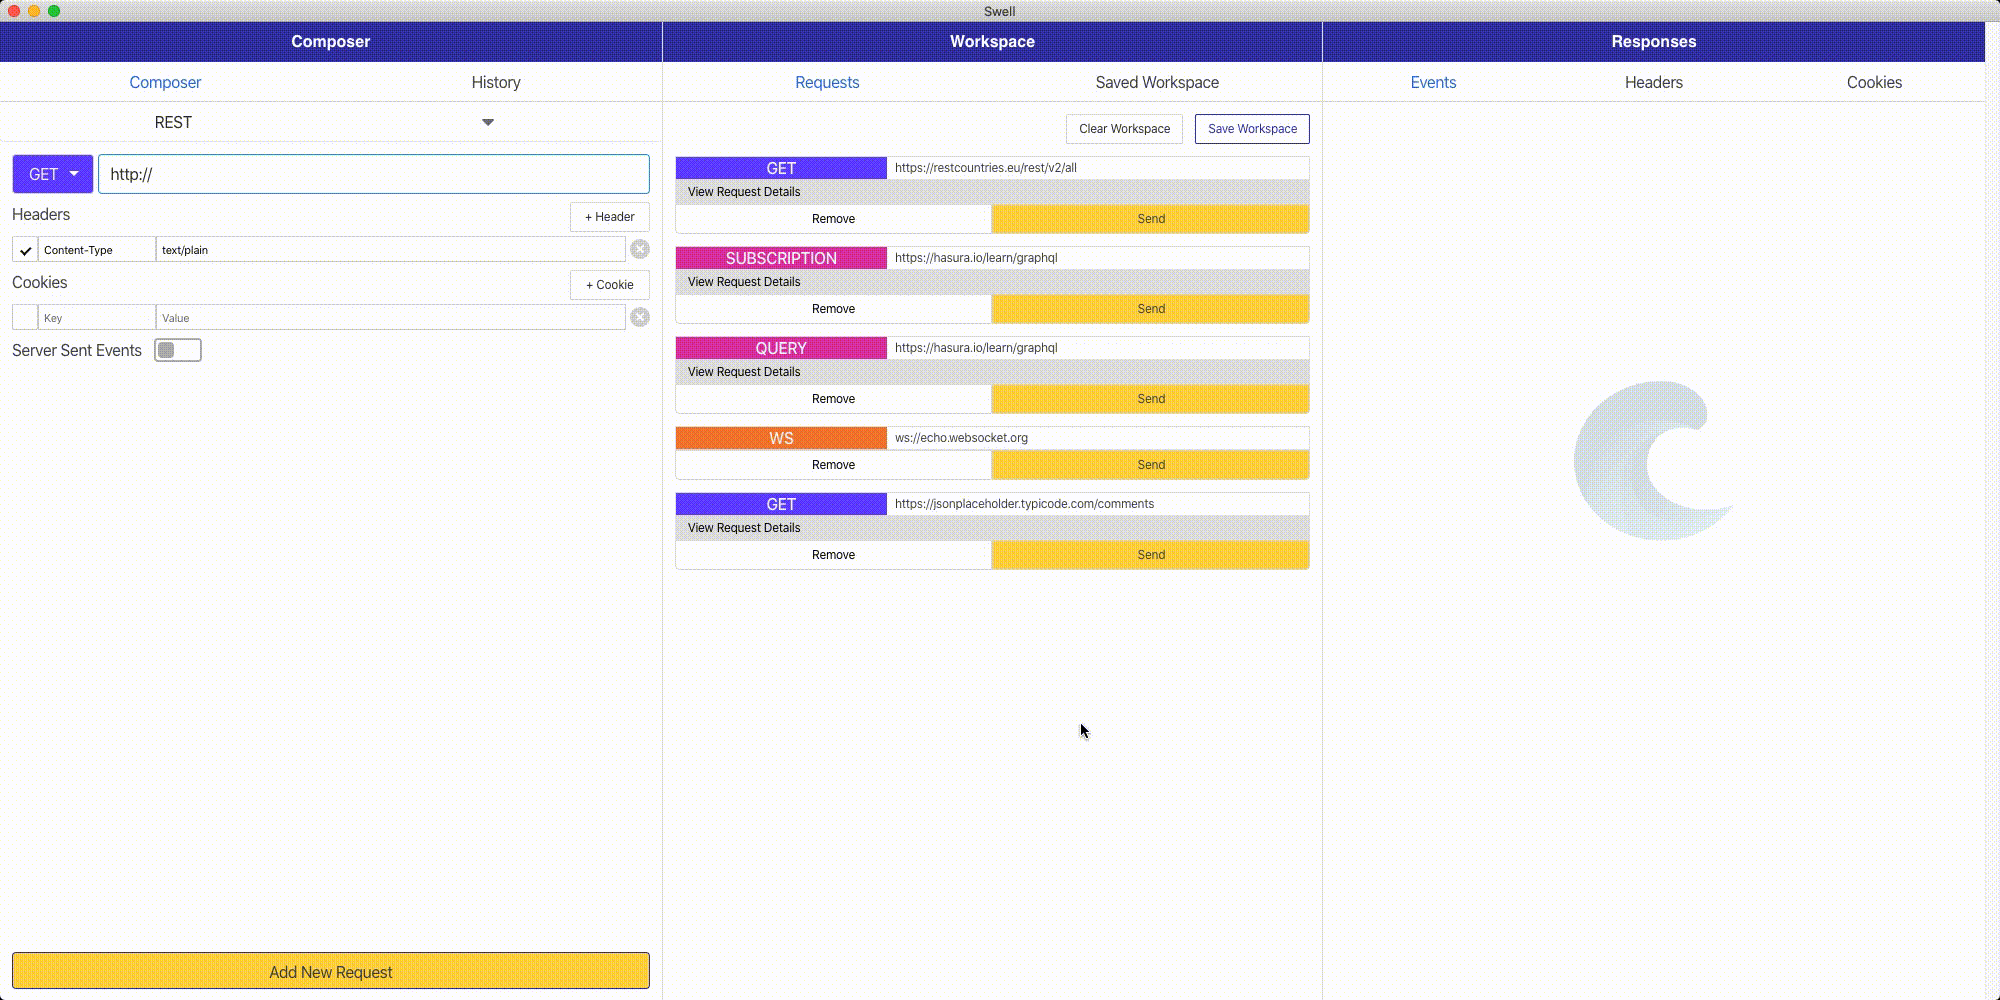 Swell
Composer
Workspace
Responses
Composer
History
Requests
Saved Workspace
Events
Headers
Cookies
REST
Clear Workspace
Save Workspace
GET
http://
Headers
+ Header
Content-Type
text/plain
Cookies
+ Cookie
Key
Value
Server Sent Events
GET
https://restcountries.eu/rest/v2/all
View Request Details
Remove
Send
SUBSCRIPTION
https://hasura.io/learn/graphql
View Request Details
Remove
Send
QUERY
https://hasura.io/learn/graphql
View Request Details
Remove
Send
WS
ws://echo.websocket.org
Remove
Send
GET
https://jsonplaceholder.typicode.com/comments
View Request Details
Remove
Send
Add New Request